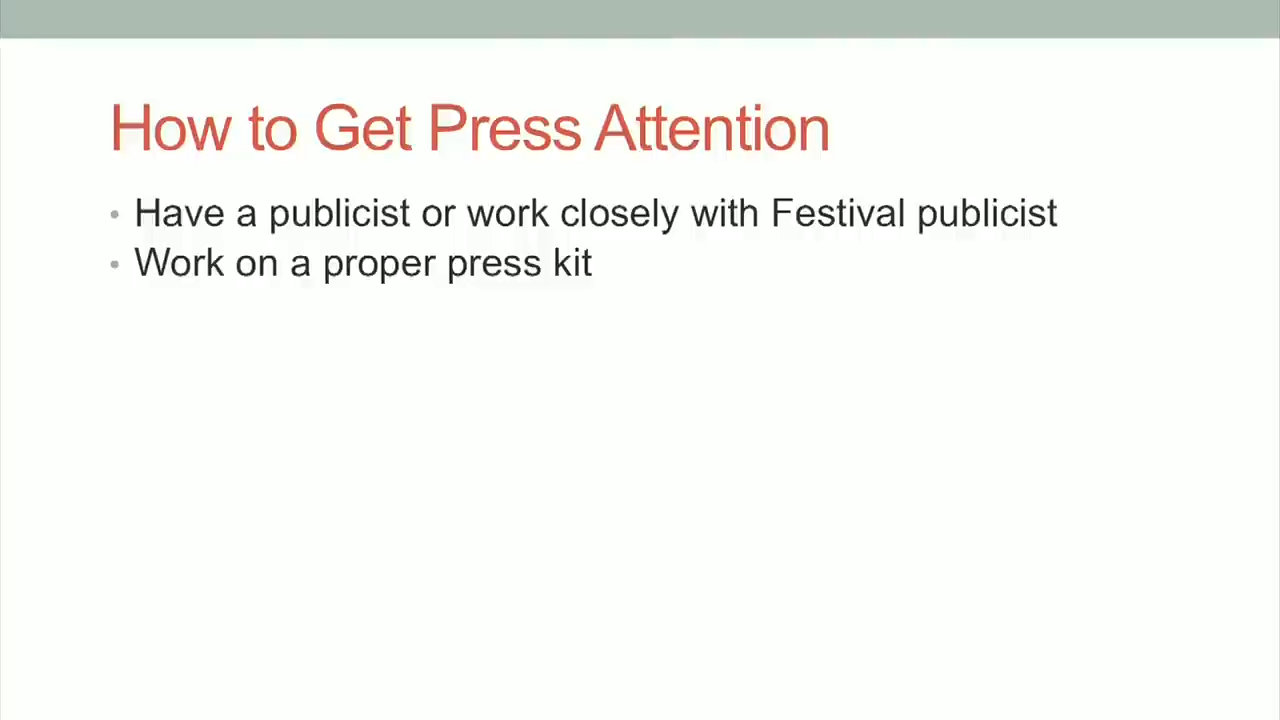 How to Get Press Attention
• Have a publicist or work closely with Festival publicist
• Work on a proper press kit